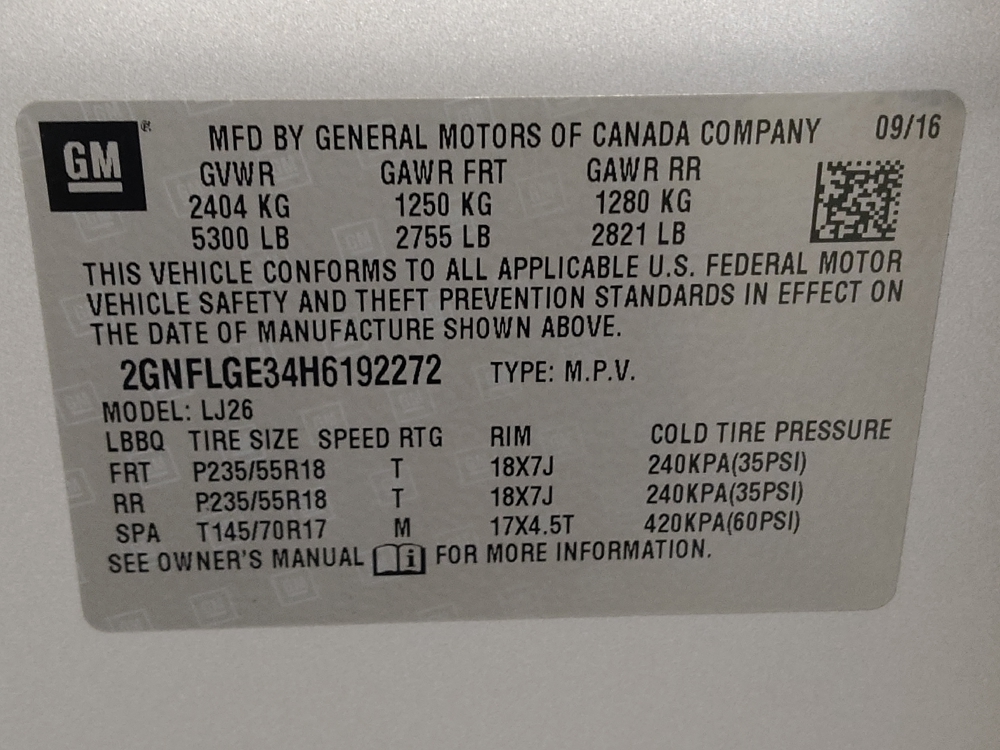 GM ®
MFD BY GENERAL MOTORS OF CANADA COMPANY 09/16
GVWR GAWR FRT GAWR RR
2404 KG 1250 KG 1280 KG
5300 LB 2755 LB 2821 LB
THIS VEHICLE CONFORMS TO ALL APPLICABLE U.S. FEDERAL MOTOR
VEHICLE SAFETY AND THEFT PREVENTION STANDARDS IN EFFECT ON
THE DATE OF MANUFACTURE SHOWN ABOVE.
2GNFLGE34H6192272 TYPE: M.P.V.
MODEL: LJ26
LBBQ TIRE SIZE SPEED RTG RIM COLD TIRE PRESSURE
FRT P235/55R18 T 18X7J 240KPA(35PSI)
RR P235/55R18 T 18X7J 240KPA(35PSI)
SPA T145/70R17 M 17X4.5T 420KPA(60PSI)
SEE OWNER'S MANUAL i FOR MORE INFORMATION.